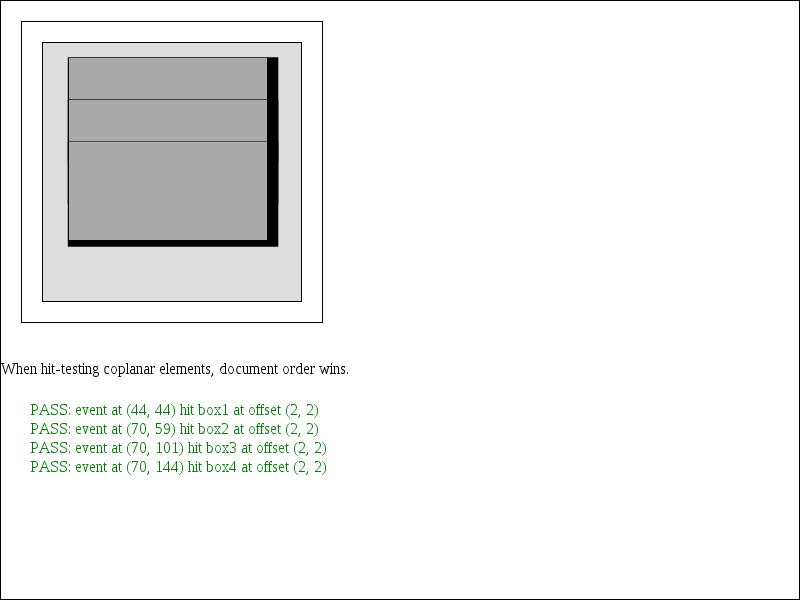 When hit-testing coplanar elements, document order wins.
PASS: event at (44, 44) hit box1 at offset (2, 2)
PASS: event at (70, 59) hit box2 at offset (2, 2)
PASS: event at (70, 101) hit box3 at offset (2, 2)
PASS: event at (70, 144) hit box4 at offset (2, 2)